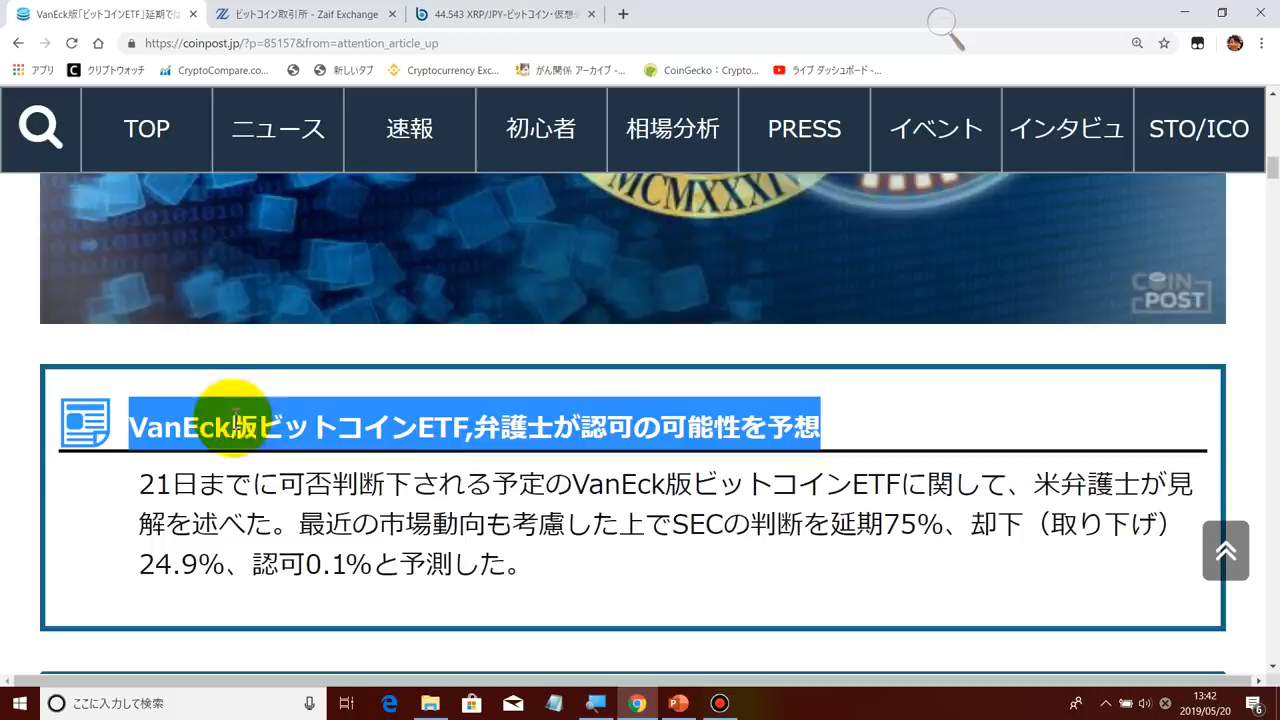 VanEck版「ビットコインETF」延期では
ビットコイン取引所 - Zaif Exchange
44.543 XRP/JPY-ビットコイン・仮想
https://coinpost.jp/?p=85157&from=attention_article_up
アプリ クリプトウォッチ CryptoCompare.co... 新しいタブ Cryptocurrency Exc... がん関係 アーカイブ -... CoinGecko：Crypto... ライブ ダッシュボード -...
TOP ニュース 速報 初心者 相場分析 PRESS イベント インタビュ STO/ICO
MCMXXXIV
COIN
POST
VanEck版ビットコインETF,弁護士が認可の可能性を予想
21日までに可否判断下される予定のVanEck版ビットコインETFに関して、米弁護士が見
解を述べた。最近の市場動向も考慮した上でSECの判断を延期75%、却下（取り下げ）
24.9%、認可0.1%と予測した。
ここに入力して検索
13:42
2019/05/20
6